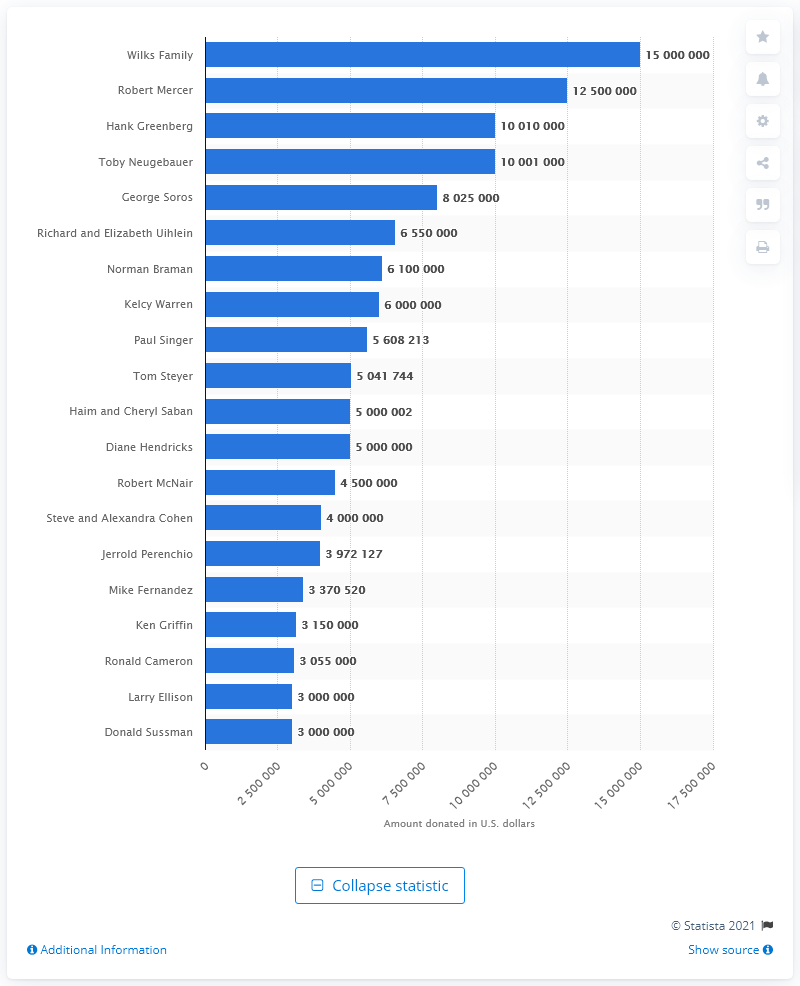 Wilks Family 15 000 000
Robert Mercer 12 500 000
Hank Greenberg 10 010 000
Toby Neugebauer 10 001 000
George Soros 8 025 000
Richard and Elizabeth Uihlein 6 550 000
Norman Braman 6 100 000
Kelcy Warren 6 000 000
Paul Singer 5 608 213
Tom Steyer 5 041 744
Haim and Cheryl Saban 5 000 002
Diane Hendricks 5 000 000
Robert McNair 4 500 000
Steve and Alexandra Cohen 4 000 000
Jerrold Perenchio 3 972 127
Mike Fernandez 3 370 520
Ken Griffin 3 150 000
Ronald Cameron 3 055 000
Larry Ellison 3 000 000
Donald Sussman 3 000 000
0 2 500 000 5 000 000 7 500 000 10 000 000 12 500 000 15 000 000 17 500 000
Amount donated in U.S. dollars
Collapse statistic
© Statista 2021
Additional Information Show source